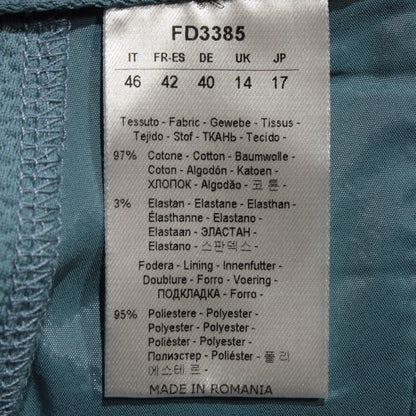 FD3385
IT FR-ES DE UK JP
46 42 40 14 17
Tessuto - Fabric - Gewebe - Tissus -
Tejido - Stof - ТКАНЬ - Tecido -
97% Cotone - Cotton - Baumwolle -
Coton - Algodón - Katoen -
ХЛОПОК - Algodão - 코 튼 -
3% Elastan - Elastane - Elasthan -
Élasthanne - Elastano -
Elastaan - ЭЛАСТАН -
Elastano - 스판덱스 -
Fodera - Lining - Innenfutter -
Doublure - Forro - Voering -
ПОДКЛАДКА - Forro -
95% Poliestere - Polyester -
Polyester - Polyester -
Poliéster - Polyester -
Полиэстер - Poliéster - 폴 리
에스테르 -
MADE IN ROMANIA